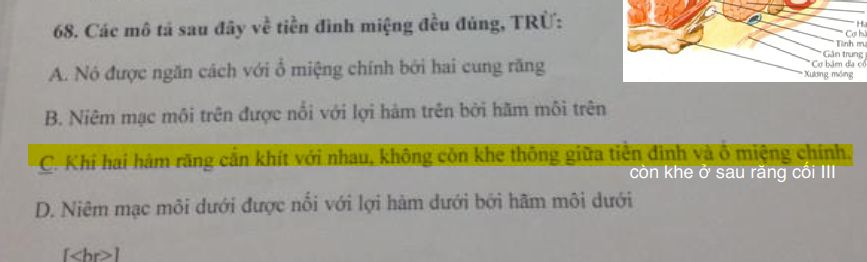 68. Các mô tả sau đây về tiền đình miệng đều đúng, TRỪ:
A. Nó được ngăn cách với ổ miệng chính bởi hai cung răng
B. Niêm mạc môi trên được nối với lợi hàm trên bởi hãm môi trên
C. Khi hai hàm răng cắn khít với nhau, không còn khe thông giữa tiền đình và ổ miệng chính.
còn khe ở sau răng cối III
D. Niêm mạc môi dưới được nối với lợi hàm dưới bởi hãm môi dưới
[<br>]
Tĩnh
Gân trung
Cơ bám da cổ
Xương móng